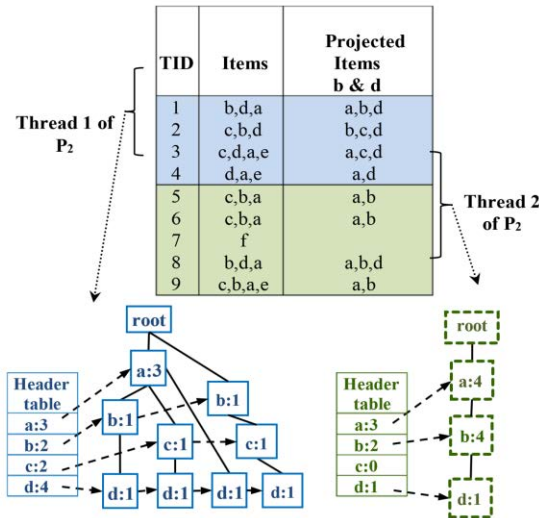 TID Items Projected
Items
b & d
1 b,d,a a,b,d
2 c,b,d b,c,d
3 c,d,a,e a,c,d
4 d,a,e a,d
5 c,b,a a,b
6 c,b,a a,b
7 f
8 b,d,a a,b,d
9 c,b,a,e a,b
Thread 1 of
P2
Thread 2
of P2
root
a:3
b:1 b:1
c:1 c:1
d:1 d:1 d:1 d:1
Header
table
a:3
b:2
c:2
d:4
root
a:4
b:4
d:1
Header
table
a:3
b:2
c:0
d:1